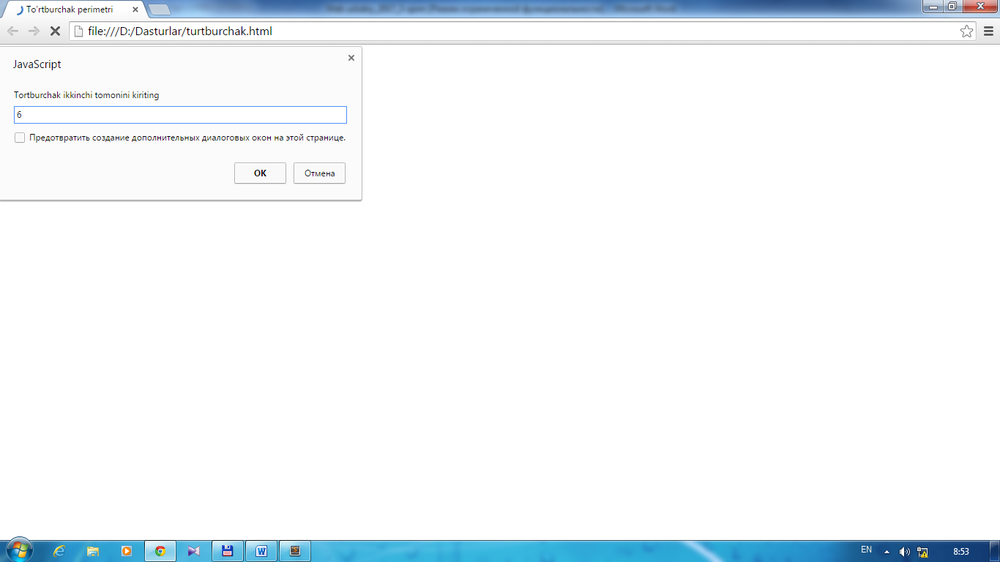 To'rtburchak perimetri
file:///D:/Dasturlar/turtburchak.html
JavaScript
Tortburchak ikkinchi tomonini kiriting
6
Предотвратить создание дополнительных диалоговых окон на этой странице.
OK
Отмена
EN
8:53